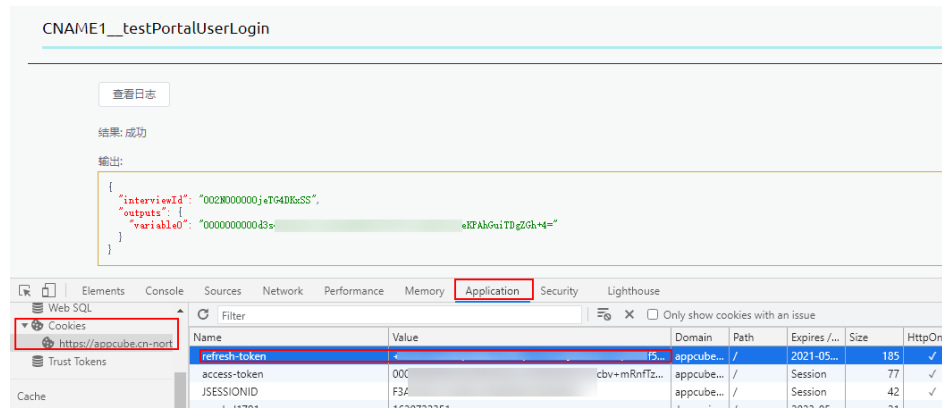 CNAME1__testPortalUserLogin
查看日志
结果: 成功
输出:
{
"interviewId": "002N000000jeTG4DKxSS",
"outputs": {
"variable0": "0000000000d3s eKPAhGuiTDgZGh+4="
}
}
Elements Console Sources Network Performance Memory Application Security Lighthouse
Web SQL
Filter
Only show cookies with an issue
Cookies
Name Value Domain Path Expires /... Size HttpOn
https://appcube.cn-nort
refresh-token f5... appcube... / 2021-05... 185 ✓
Trust Tokens
access-token 000 cbv+mRnfTz... appcube... / Session 77 ✓
JSESSIONID F3A appcube... / Session 42 ✓
Cache